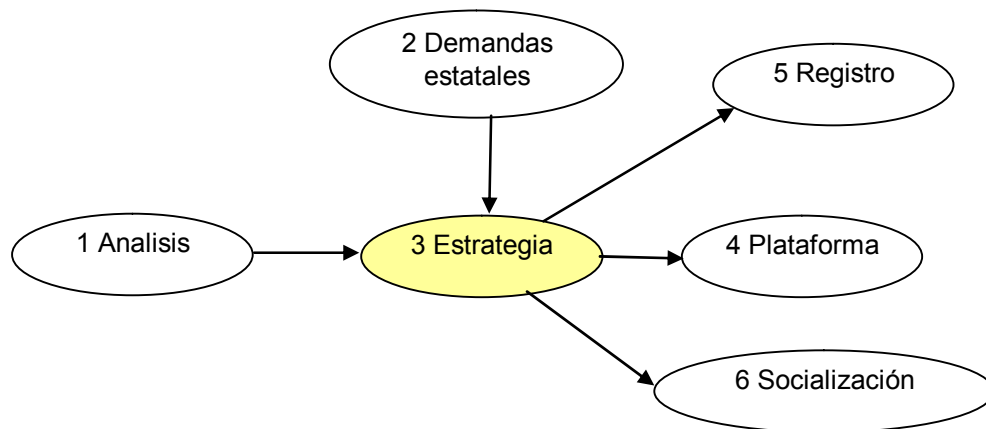 2 Demandas
estatales
5 Registro
1 Analisis
3 Estrategia
4 Plataforma
6 Socialización